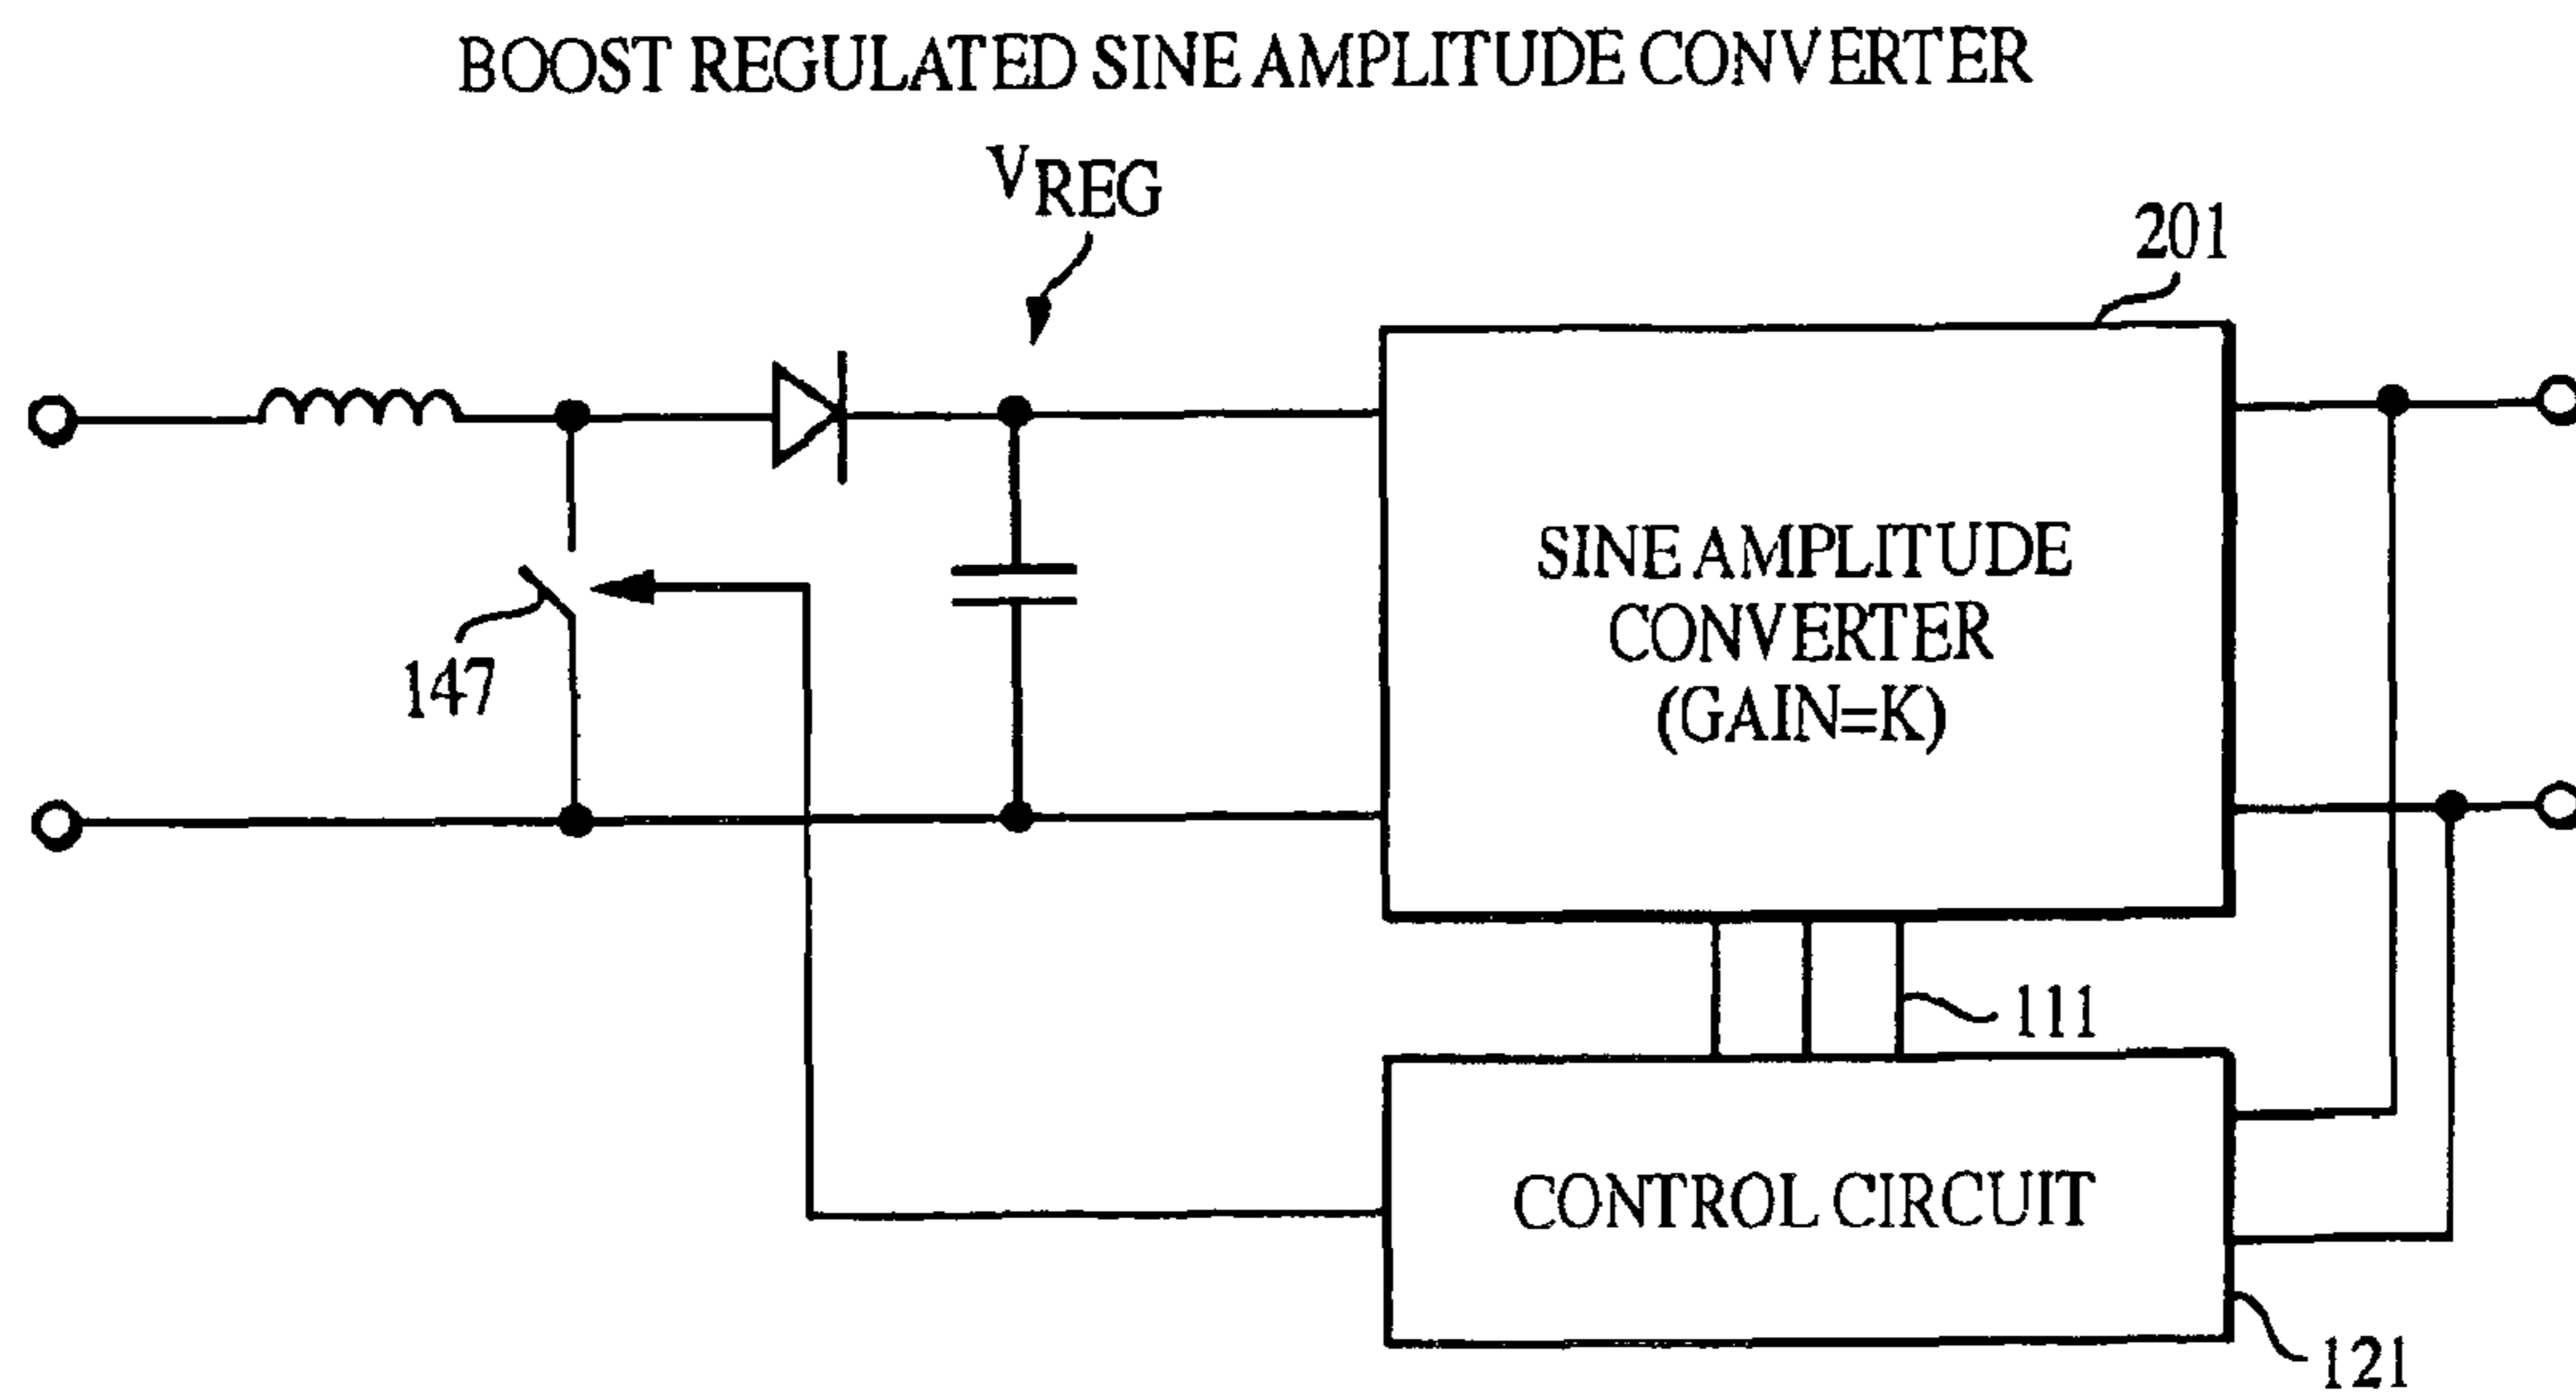 BOOST REGULATED SINE AMPLITUDE CONVERTER
VREG
201
147
SINE AMPLITUDE
CONVERTER
(GAIN=K)
111
CONTROL CIRCUIT
121